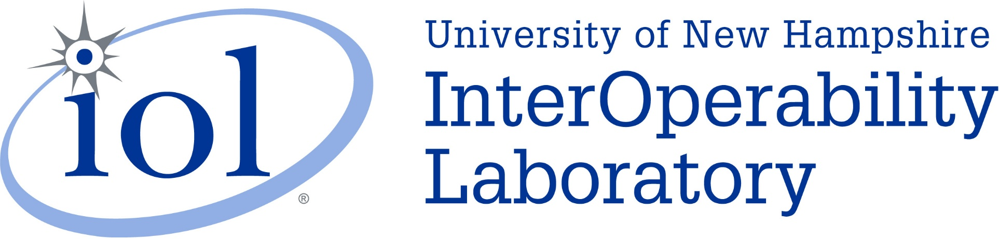 iol
®
University of New Hampshire
InterOperability
Laboratory